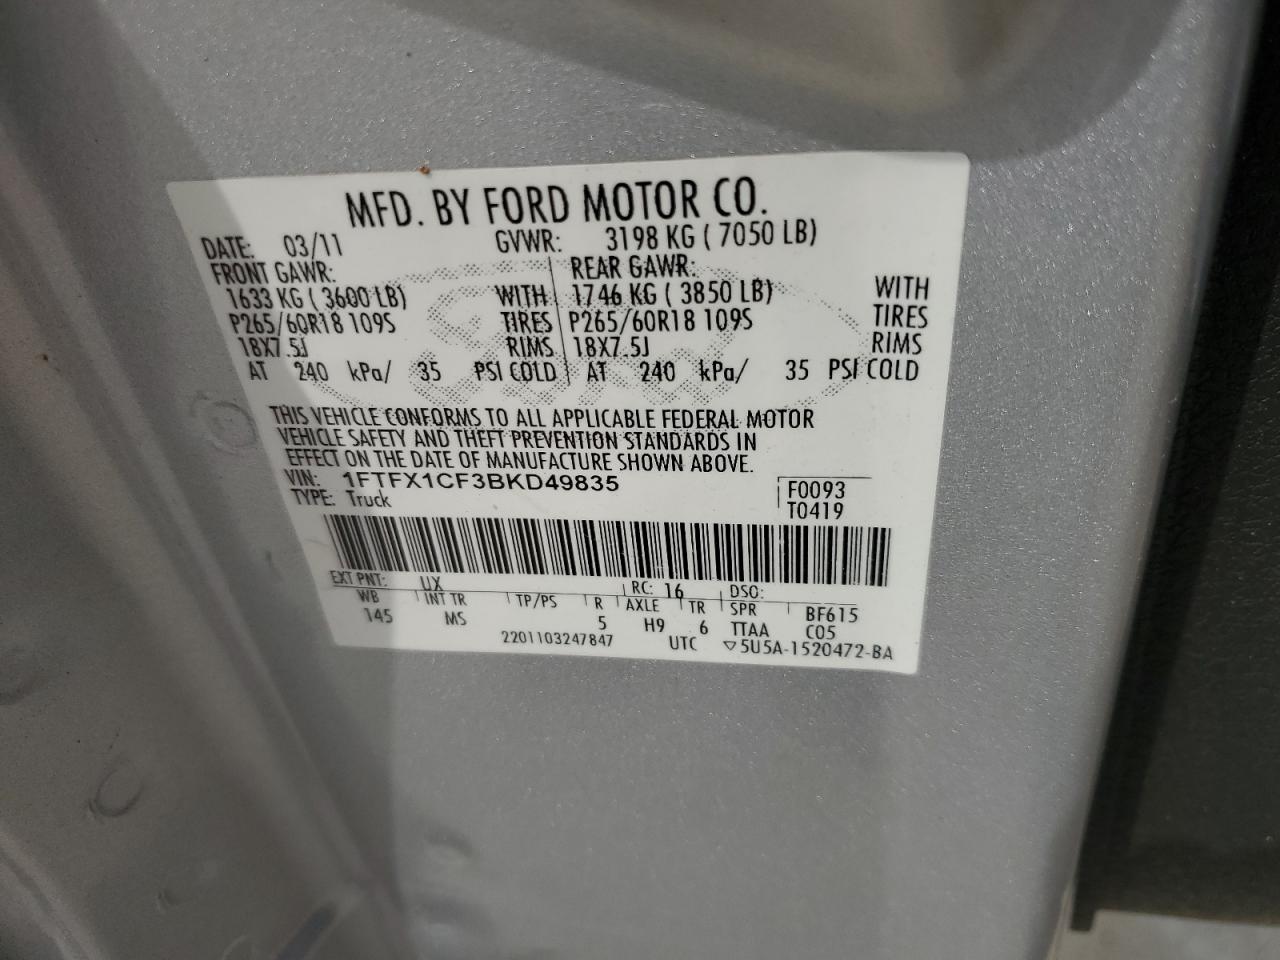 MFD. BY FORD MOTOR CO.
DATE: 03/11 GVWR: 3198 KG ( 7050 LB)
FRONT GAWR: REAR GAWR:
1633 KG ( 3600 LB) WITH 1746 KG ( 3850 LB) WITH
P265/60R18 109S TIRES P265/60R18 109S TIRES
18X7.5J RIMS 18X7.5J RIMS
AT 240 kPa/ 35 PSI COLD AT 240 kPa/ 35 PSI COLD
THIS VEHICLE CONFORMS TO ALL APPLICABLE FEDERAL MOTOR
VEHICLE SAFETY AND THEFT PREVENTION STANDARDS IN
EFFECT ON THE DATE OF MANUFACTURE SHOWN ABOVE.
VIN: 1FTFX1CF3BKD49835 F0093
TYPE: Truck T0419
EXT PNT: UX RC: 16 DSO:
WB INT TR TP/PS R AXLE TR SPR BF615
145 MS 5 H9 6 TTAA C05
2201103247847 UTC ▽5U5A-1520472-BA